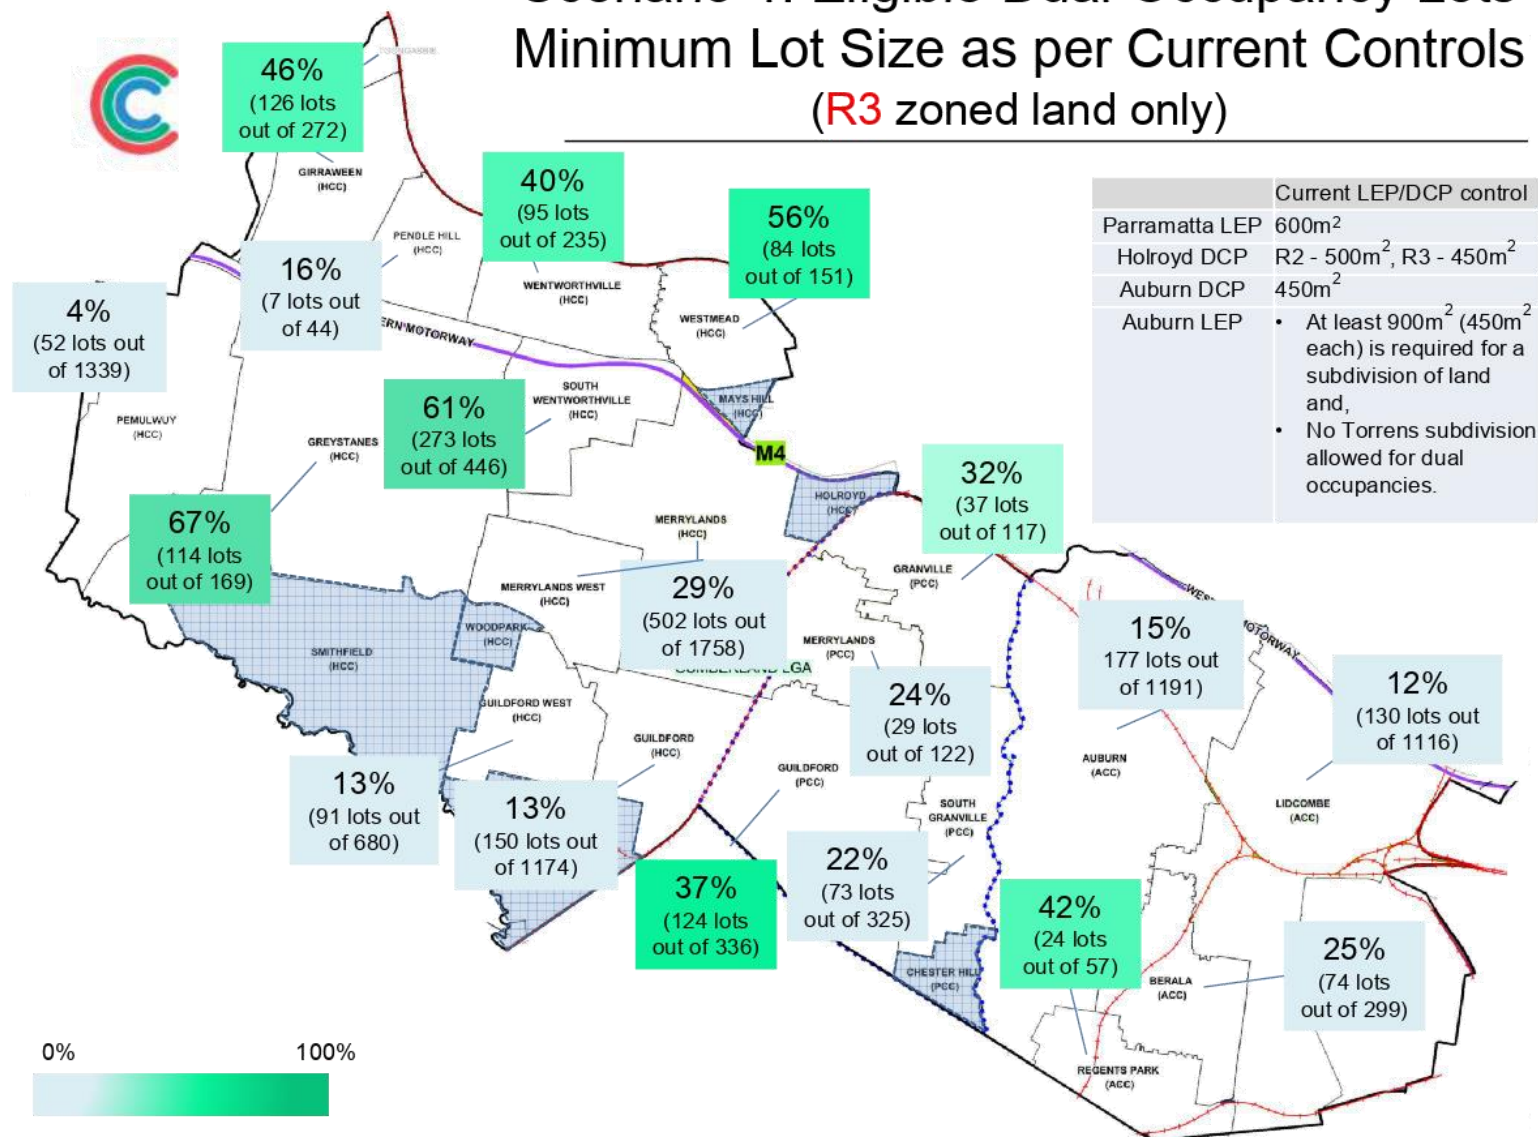 Scenario 1: Eligible Dual Occupancy Lots
Minimum Lot Size as per Current Controls
(R3 zoned land only)
TOONGABBIE
46%
(126 lots
out of 272)
GIRRAWEEN
(HCC)
40%
(95 lots
out of 235)
56%
(84 lots
out of 151)
PENDLE HILL
(HCC)
16%
(7 lots out
of 44)
WENTWORTHVILLE
(HCC)
WESTMEAD
(HCC)
4%
(52 lots out
of 1339)
ERN MOTORWAY
PEMULWUY
(HCC)
GREYSTANES
(HCC)
61%
(273 lots
out of 446)
SOUTH
WENTWORTHVILLE
(HCC)
MAYS HILL
(HCC)
M4
67%
(114 lots
out of 169)
MERRYLANDS
(HCC)
HOLROYD
(HCC)
32%
(37 lots
out of 117)
MERRYLANDS WEST
(HCC)
29%
(502 lots out
of 1758)
GRANVILLE
(PCC)
WOODPARK
(HCC)
SMITHFIELD
(HCC)
CUMBERLAND LGA
MERRYLANDS
(PCC)
15%
177 lots out
of 1191)
WES
MOTORWAY
24%
(29 lots
out of 122)
12%
(130 lots out
of 1116)
GUILDFORD WEST
(HCC)
GUILDFORD
(HCC)
GUILDFORD
(PCC)
AUBURN
(ACC)
LIDCOMBE
(ACC)
SOUTH
GRANVILLE
(PCC)
13%
(91 lots out
of 680)
13%
(150 lots out
of 1174)
37%
(124 lots
out of 336)
22%
(73 lots
out of 325)
42%
(24 lots
out of 57)
25%
(74 lots
out of 299)
CHESTER HILL
(PCC)
BERALA
(ACC)
REGENTS PARK
(ACC)
Current LEP/DCP control
Parramatta LEP 600m²
Holroyd DCP R2 - 500m², R3 - 450m²
Auburn DCP 450m²
Auburn LEP • At least 900m² (450m²
each) is required for a
subdivision of land
and,
• No Torrens subdivision
allowed for dual
occupancies.
0% 100%